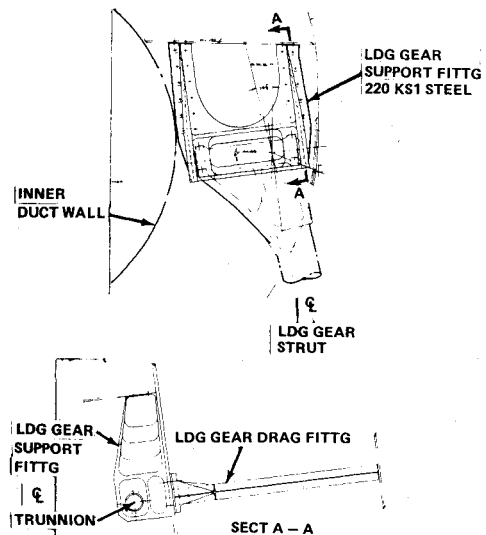 A
LDG GEAR
SUPPORT FITTG
220 KS1 STEEL
A
INNER
DUCT WALL
℄
LDG GEAR
STRUT
LDG GEAR
SUPPORT
FITTG
LDG GEAR DRAG FITTG
℄
TRUNNION
SECT A – A